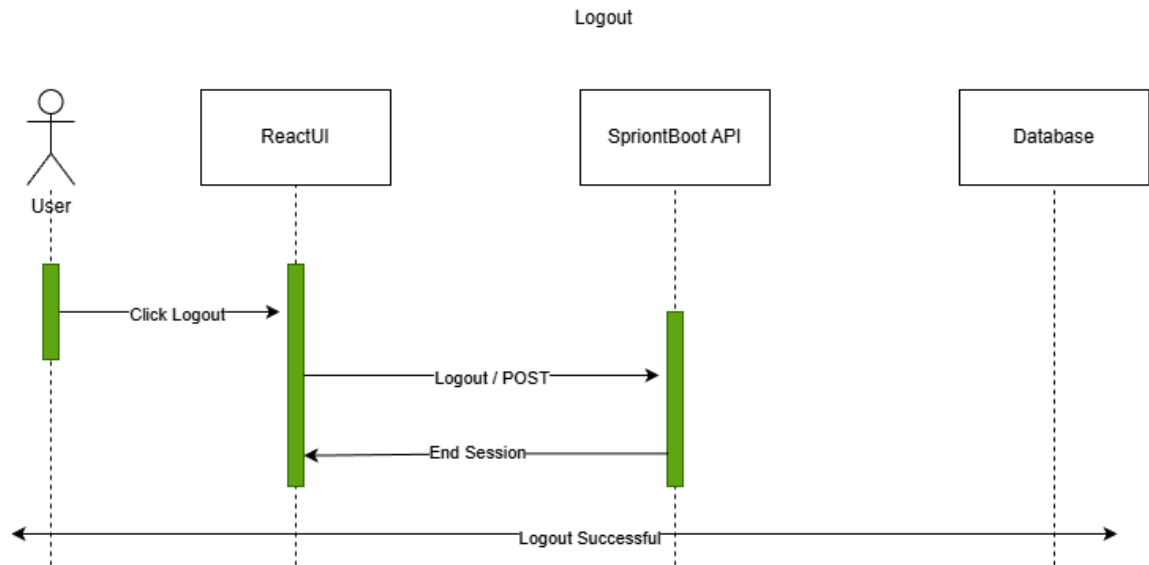 Logout
ReactUI
SpriontBoot API
Database
User
Click Logout
Logout / POST
End Session
Logout Successful